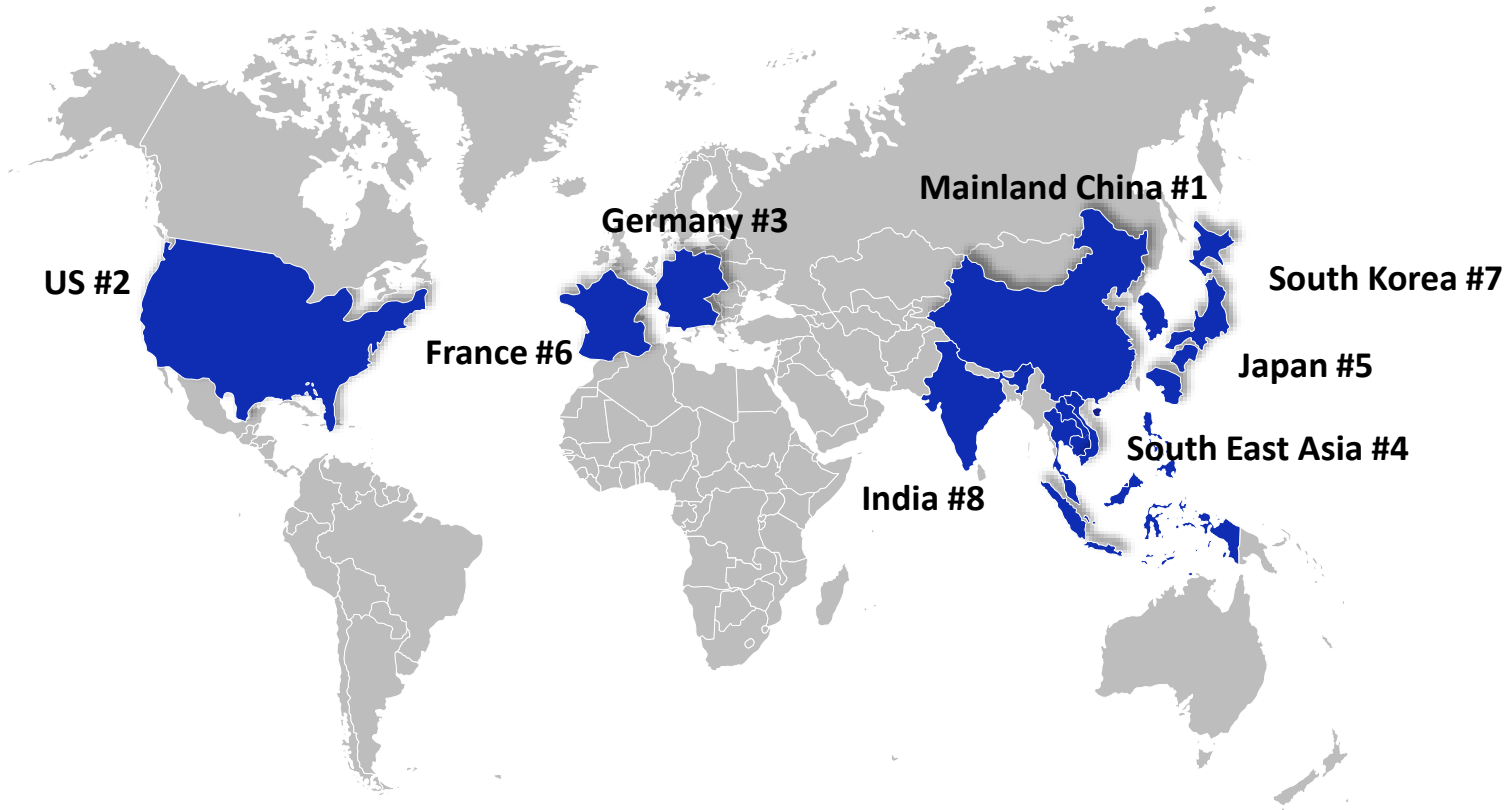 Mainland China #1
Germany #3
US #2
South Korea #7
France #6
Japan #5
South East Asia #4
India #8